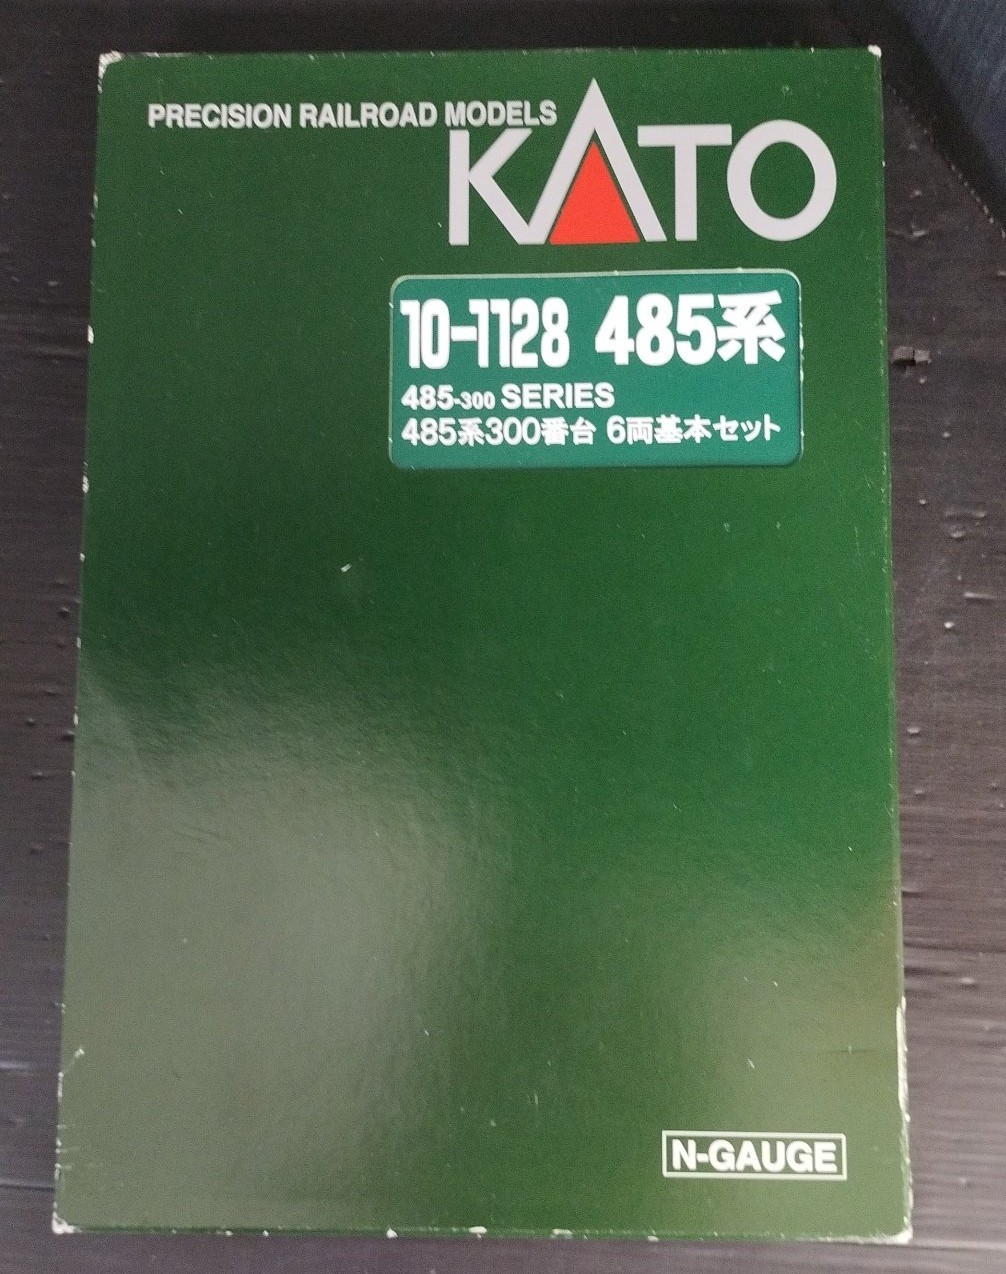 PRECISION RAILROAD MODELS
KATO
10-1128 485系
485-300 SERIES
485系300番台 6両基本セット
N-GAUGE